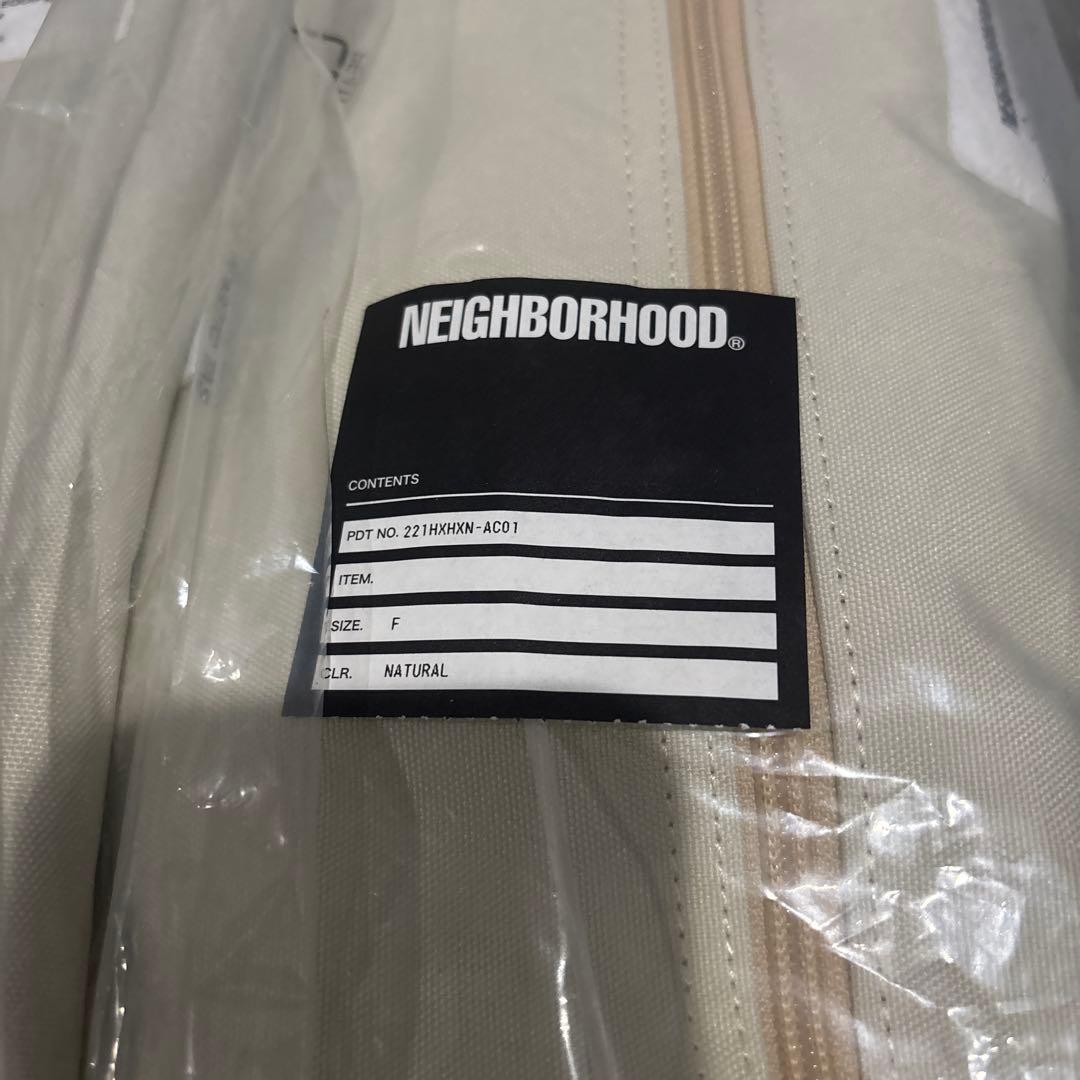 NEIGHBORHOOD®
CONTENTS
PDT NO. 221HXHXN-AC01
ITEM.
SIZE. F
CLR. NATURAL